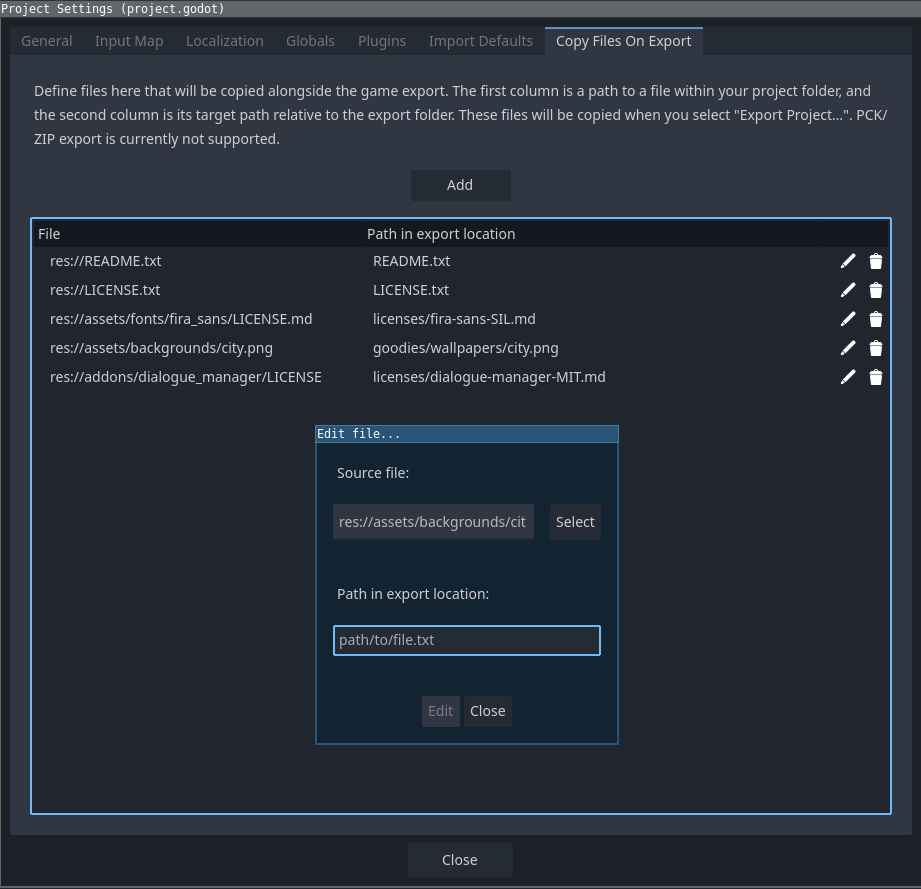 Project Settings (project.godot)
General Input Map Localization Globals Plugins Import Defaults Copy Files On Export
Define files here that will be copied alongside the game export. The first column is a path to a file within your project folder, and
the second column is its target path relative to the export folder. These files will be copied when you select "Export Project...". PCK/
ZIP export is currently not supported.
Add
File Path in export location
res://README.txt README.txt
res://LICENSE.txt LICENSE.txt
res://assets/fonts/fira_sans/LICENSE.md licenses/fira-sans-SIL.md
res://assets/backgrounds/city.png goodies/wallpapers/city.png
res://addons/dialogue_manager/LICENSE licenses/dialogue-manager-MIT.md
Edit file...
Source file:
res://assets/backgrounds/cit Select
Path in export location:
path/to/file.txt
Edit Close
Close